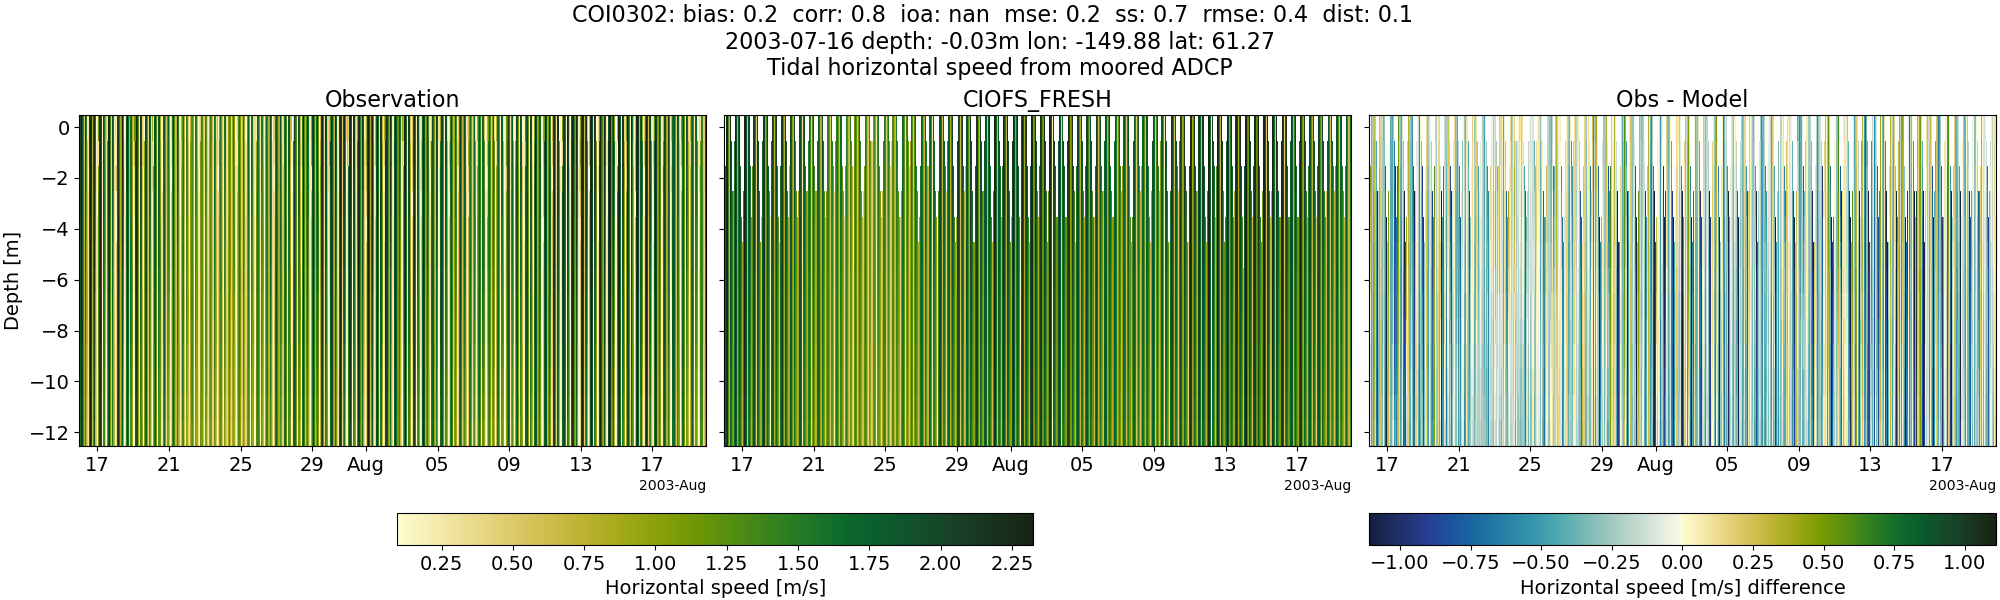 COI0302: bias: 0.2 corr: 0.8 ioa: nan mse: 0.2 ss: 0.7 rmse: 0.4 dist: 0.1
2003-07-16 depth: -0.03m lon: -149.88 lat: 61.27
Tidal horizontal speed from moored ADCP
Observation
CIOFS_FRESH
Obs - Model
Depth [m]
0
−2
−4
−6
−8
−10
−12
17 21 25 29 Aug 05 09 13 17
2003-Aug
17 21 25 29 Aug 05 09 13 17
2003-Aug
17 21 25 29 Aug 05 09 13 17
2003-Aug
0.25 0.50 0.75 1.00 1.25 1.50 1.75 2.00 2.25
Horizontal speed [m/s]
−1.00 −0.75 −0.50 −0.25 0.00 0.25 0.50 0.75 1.00
Horizontal speed [m/s] difference